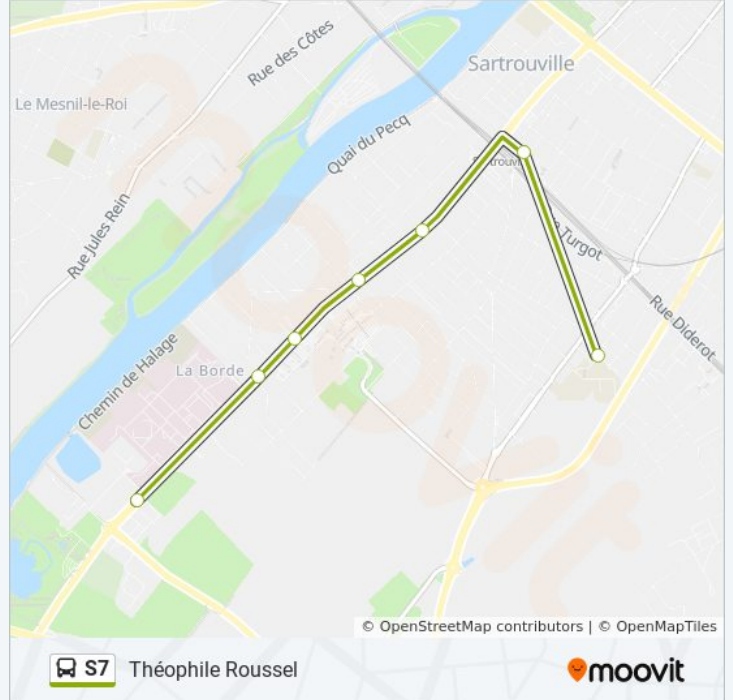 Rue des Côtes
Sartrouville
Le Mesnil-le-Roi
Quai du Pecq
Rue Jules Rein
Turgot
Rue Diderot
Chemin de Halage
La Borde
moovit
© OpenStreetMap contributors | © OpenMapTiles
S7 Théophile Roussel
moovit